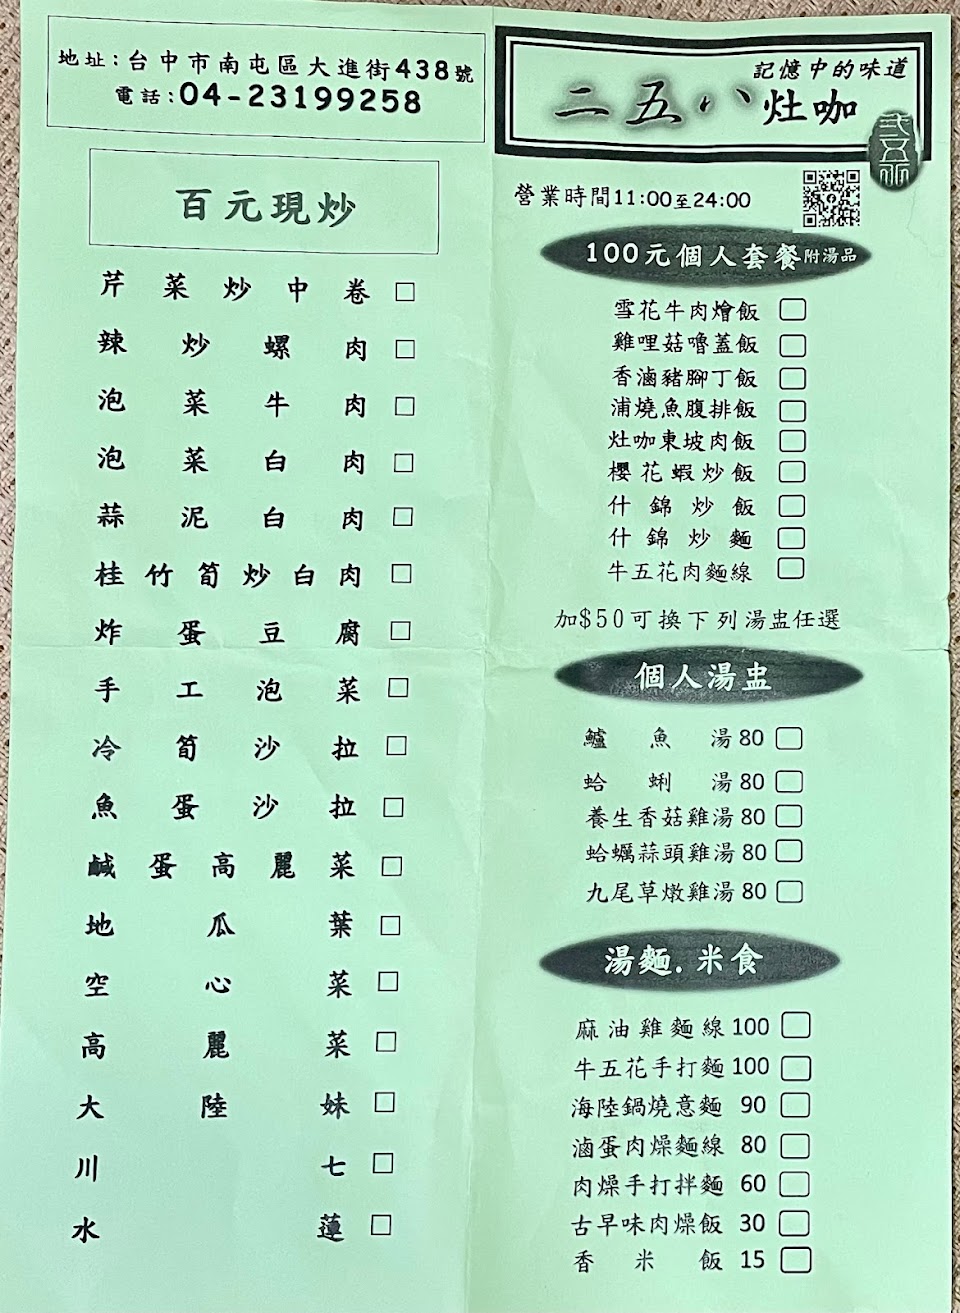 地址:台中市南屯區大進街438號
電話:04-23199258
百元現炒
芹菜炒中卷
辣炒螺肉
泡菜牛肉
泡菜白肉
蒜泥白肉
桂竹筍炒白肉
炸蛋豆腐
手工泡菜
冷筍沙拉
魚蛋沙拉
鹹蛋高麗菜
地瓜葉
空心菜
高麗菜
大陸妹
川七
水蓮
記憶中的味道
二五八灶咖
營業時間11:00至24:00
100元個人套餐附湯品
雪花牛肉燴飯
雞哩菇嚕蓋飯
香滷豬腳丁飯
浦燒魚腹排飯
灶咖東坡肉飯
櫻花蝦炒飯
什錦炒飯
什錦炒麵
牛五花肉麵線
加$50可換下列湯盅任選
個人湯盅
鱸魚湯80
蛤蜊湯80
養生香菇雞湯80
蛤蠣蒜頭雞湯80
九尾草燉雞湯80
湯麵.米食
麻油雞麵線100
牛五花手打麵100
海陸鍋燒意麵 90
滷蛋肉燥麵線 80
肉燥手打拌麵 60
古早味肉燥飯 30
香米飯 15